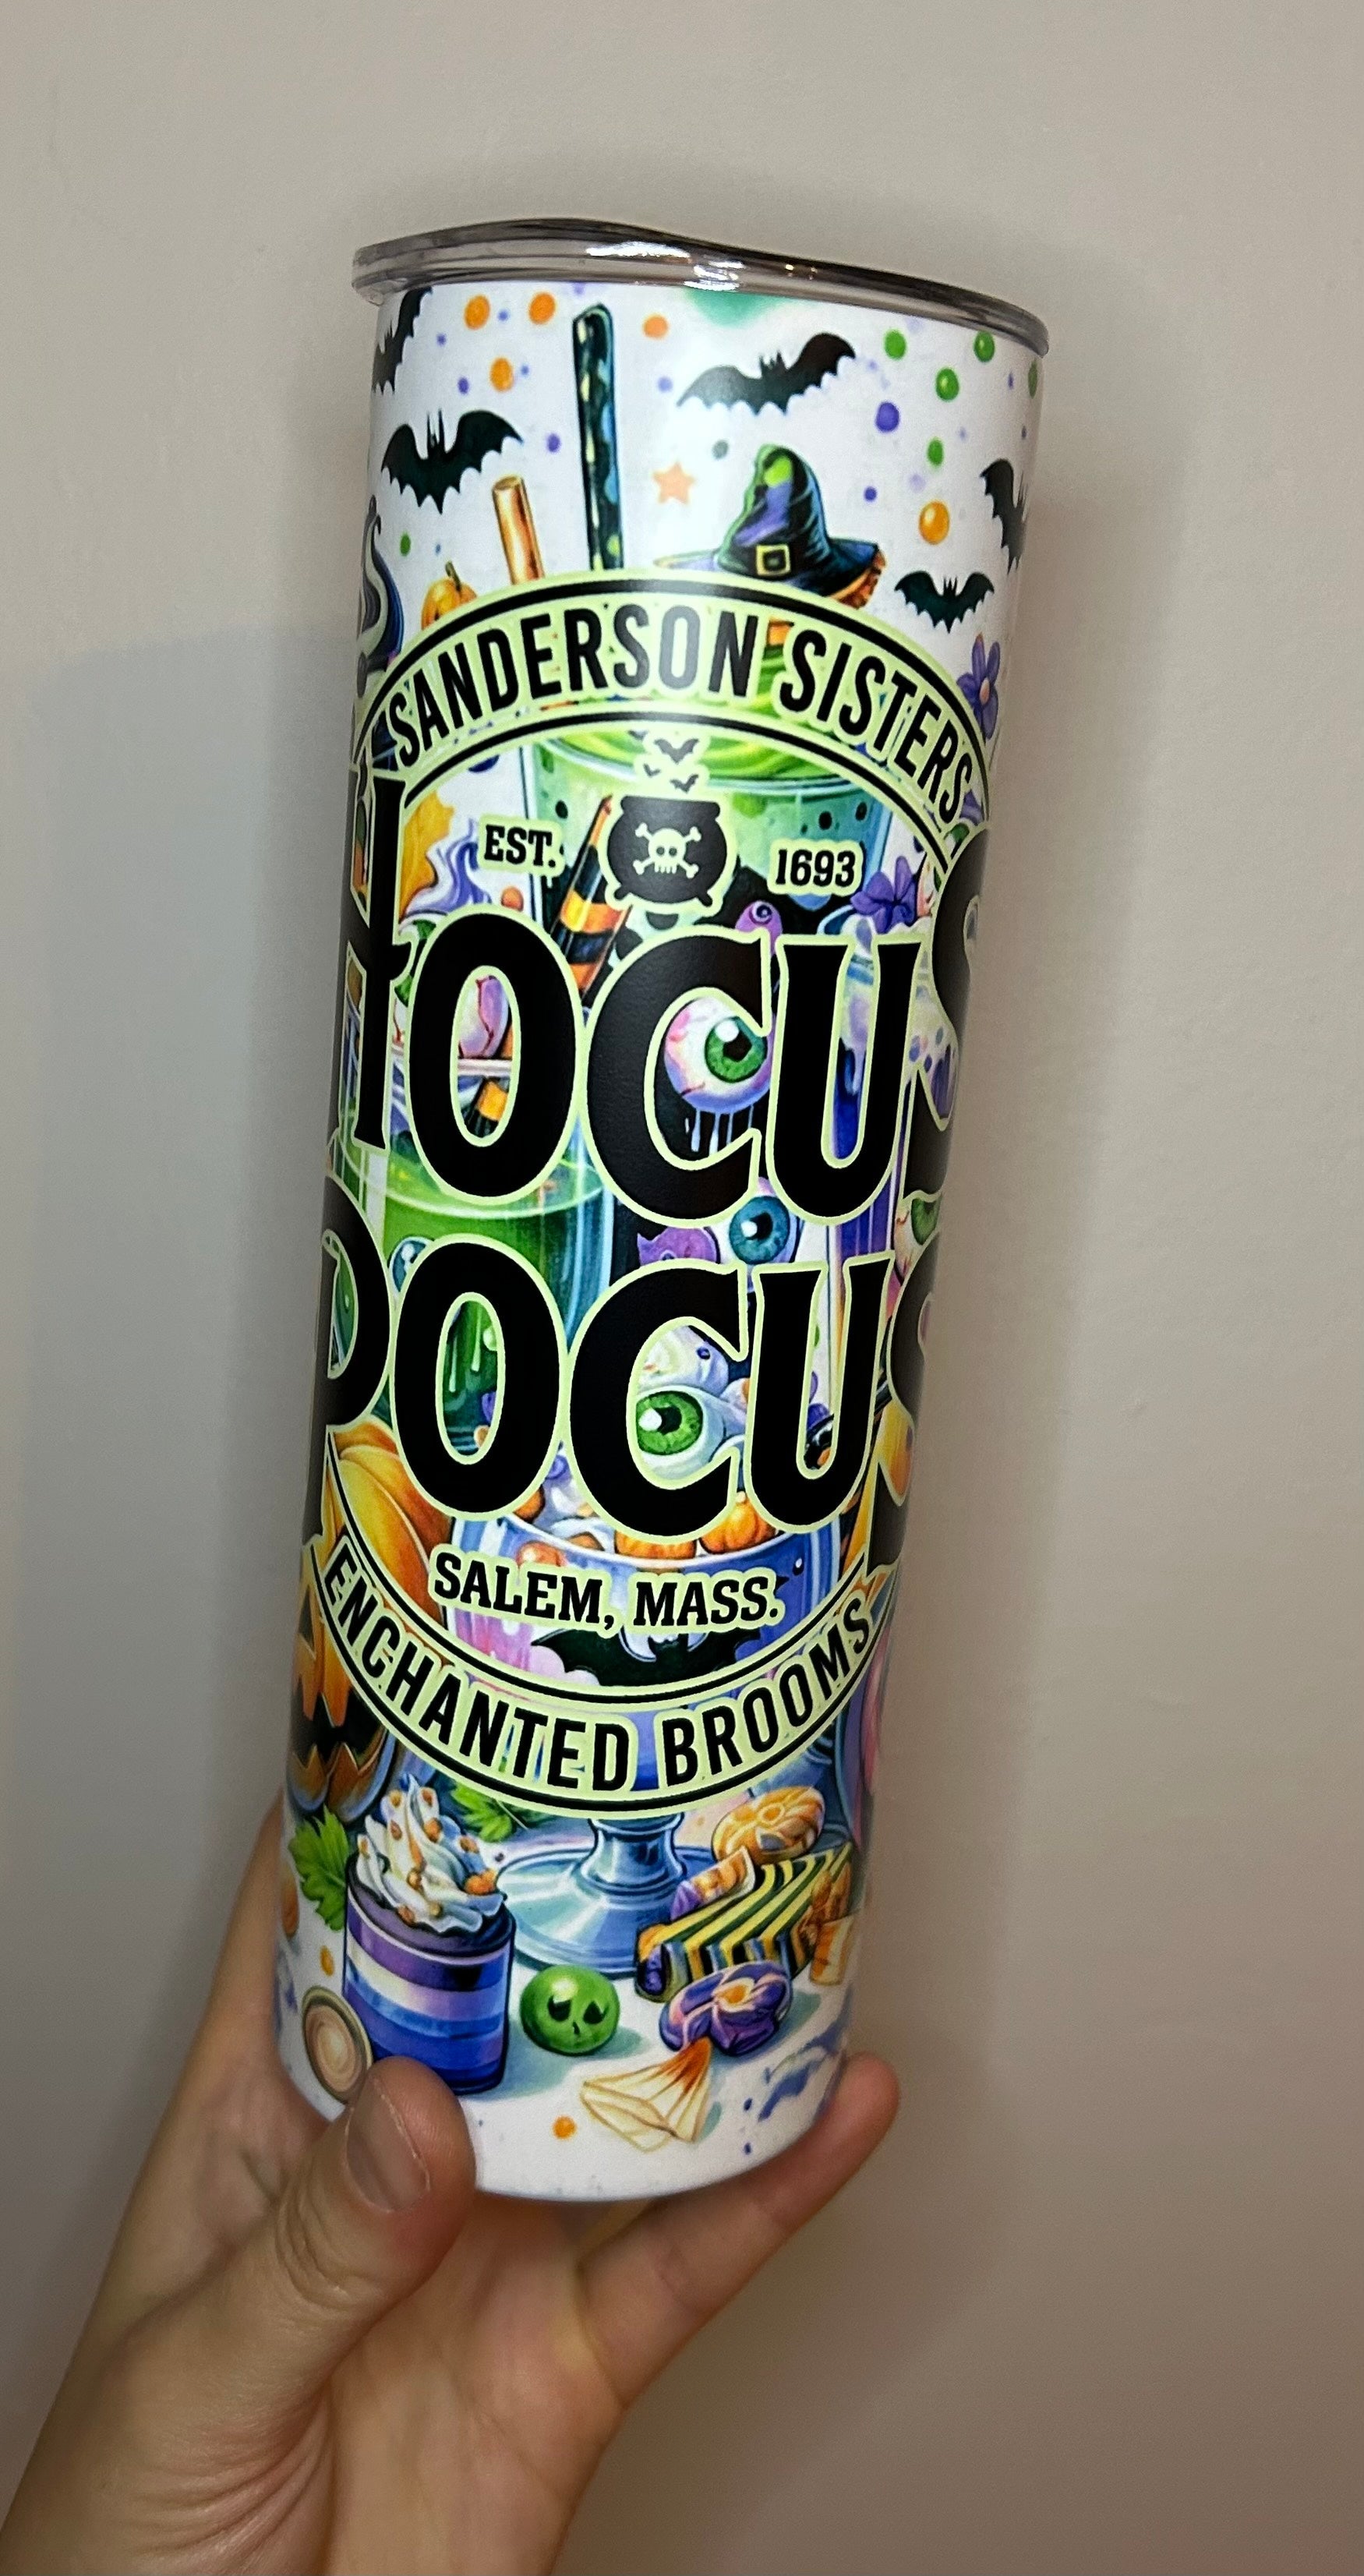 SANDERSON SISTERS
EST. 1693
HOCUS
POCUS
SALEM, MASS.
ENCHANTED BROOMS